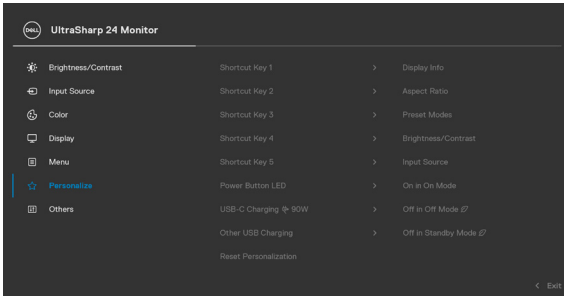 DELL UltraSharp 24 Monitor
Brightness/Contrast Shortcut Key 1 > Display Info
Input Source Shortcut Key 2 > Aspect Ratio
Color Shortcut Key 3 > Preset Modes
Display Shortcut Key 4 > Brightness/Contrast
Menu Shortcut Key 5 > Input Source
Personalize Power Button LED > On in On Mode
Others USB-C Charging 90W > Off in Off Mode
Other USB Charging > Off in Standby Mode
Reset Personalization
< Exit